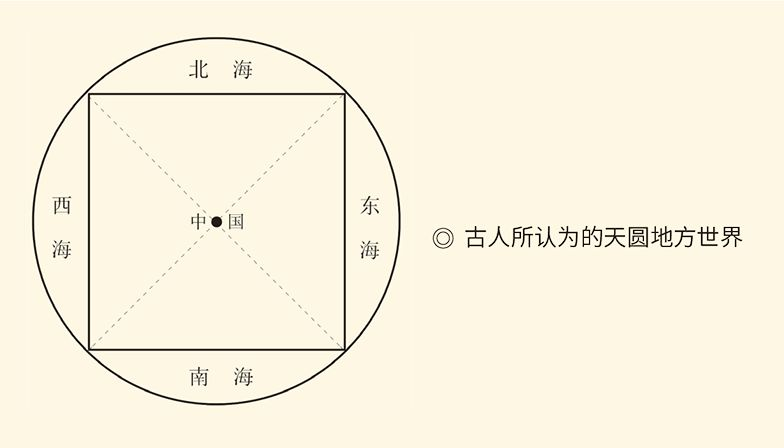 北 海
西海
中 国
东海
南 海
◎ 古人所认为的天圆地方世界